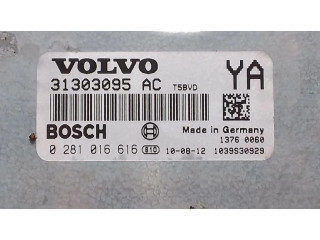 VOLVO
31303095 AC T5BVD YA
BOSCH
Made in Germany
1376 0060
0 281 016 616 810 10-08-12 1039S30929